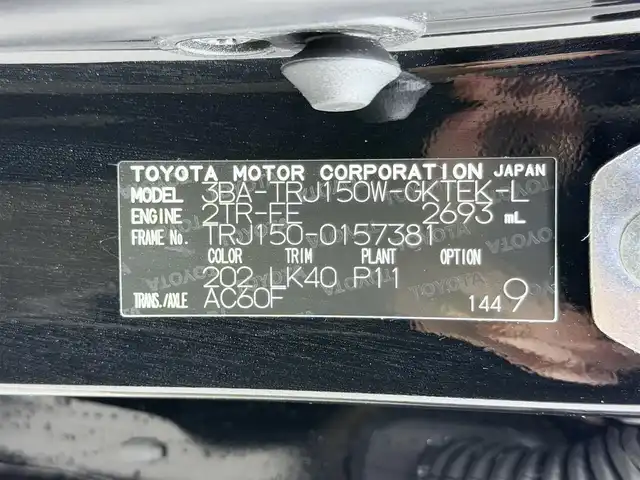 TOYOTA MOTOR CORPORATION JAPAN
MODEL 3BA-TRJ150W-GKTEK-L
ENGINE 2TR-FE 2693 mL
FRAME No. TRJ150-0157381
COLOR TRIM PLANT OPTION
202 LK40 P11
TRANS./AXLE AC60F 1449